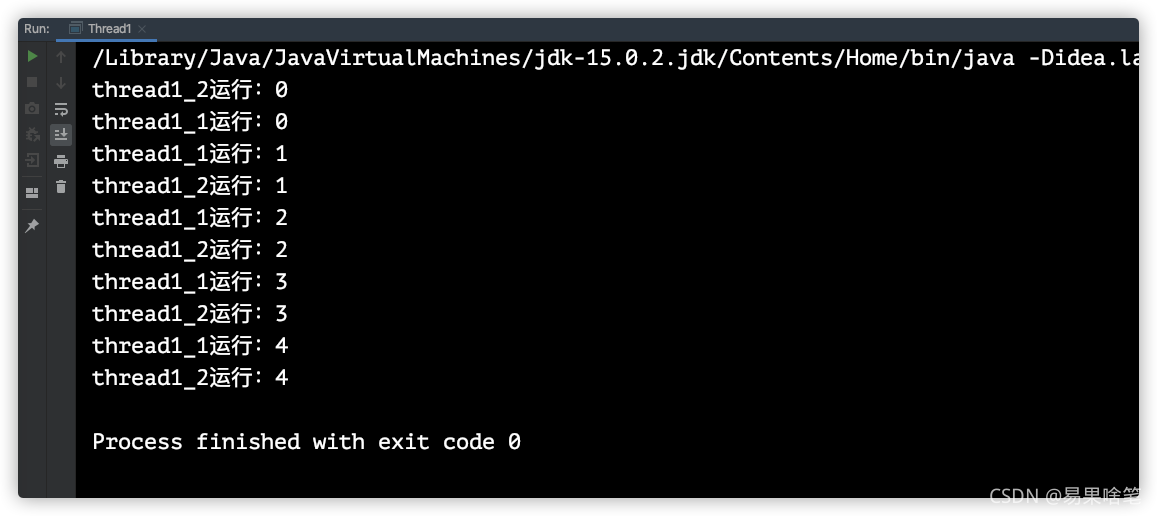 Run: Thread1
/Library/Java/JavaVirtualMachines/jdk-15.0.2.jdk/Contents/Home/bin/java -Didea.la
thread1_2运行：0
thread1_1运行：0
thread1_1运行：1
thread1_2运行：1
thread1_1运行：2
thread1_2运行：2
thread1_1运行：3
thread1_2运行：3
thread1_1运行：4
thread1_2运行：4
Process finished with exit code 0
CSDN @易果啥笔